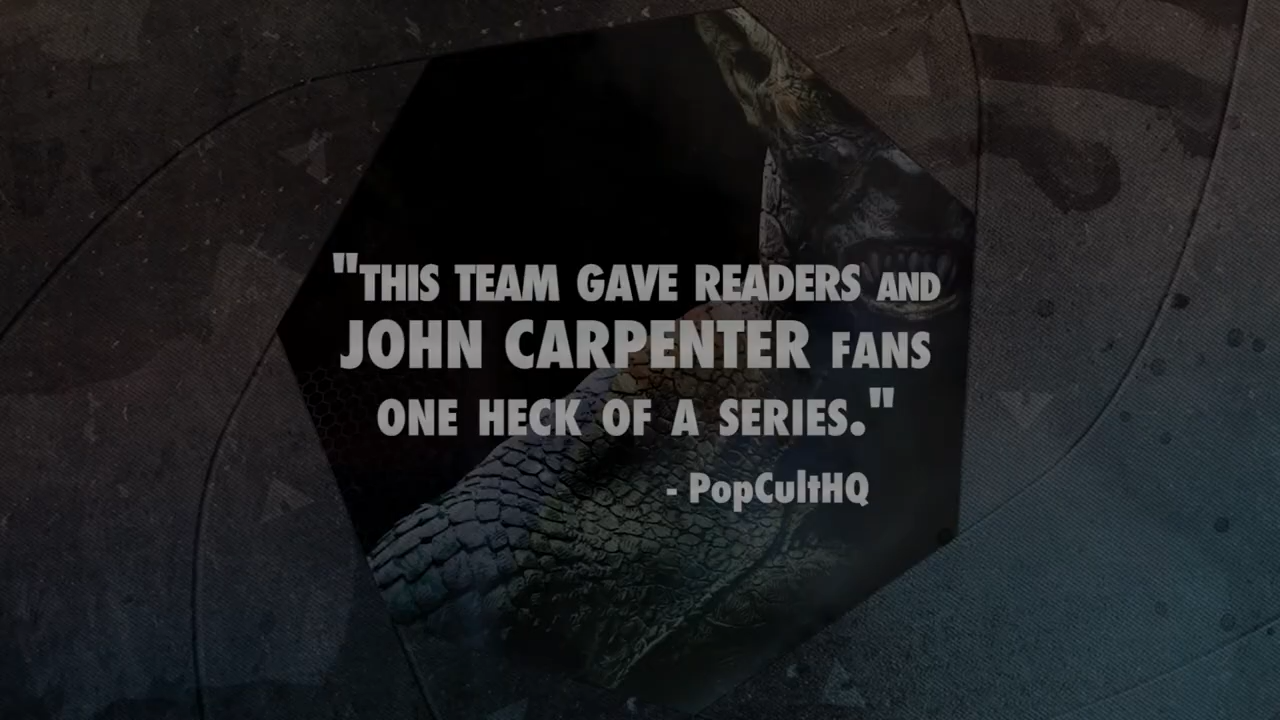 "THIS TEAM GAVE READERS AND
JOHN CARPENTER FANS
ONE HECK OF A SERIES."
- PopCultHQ